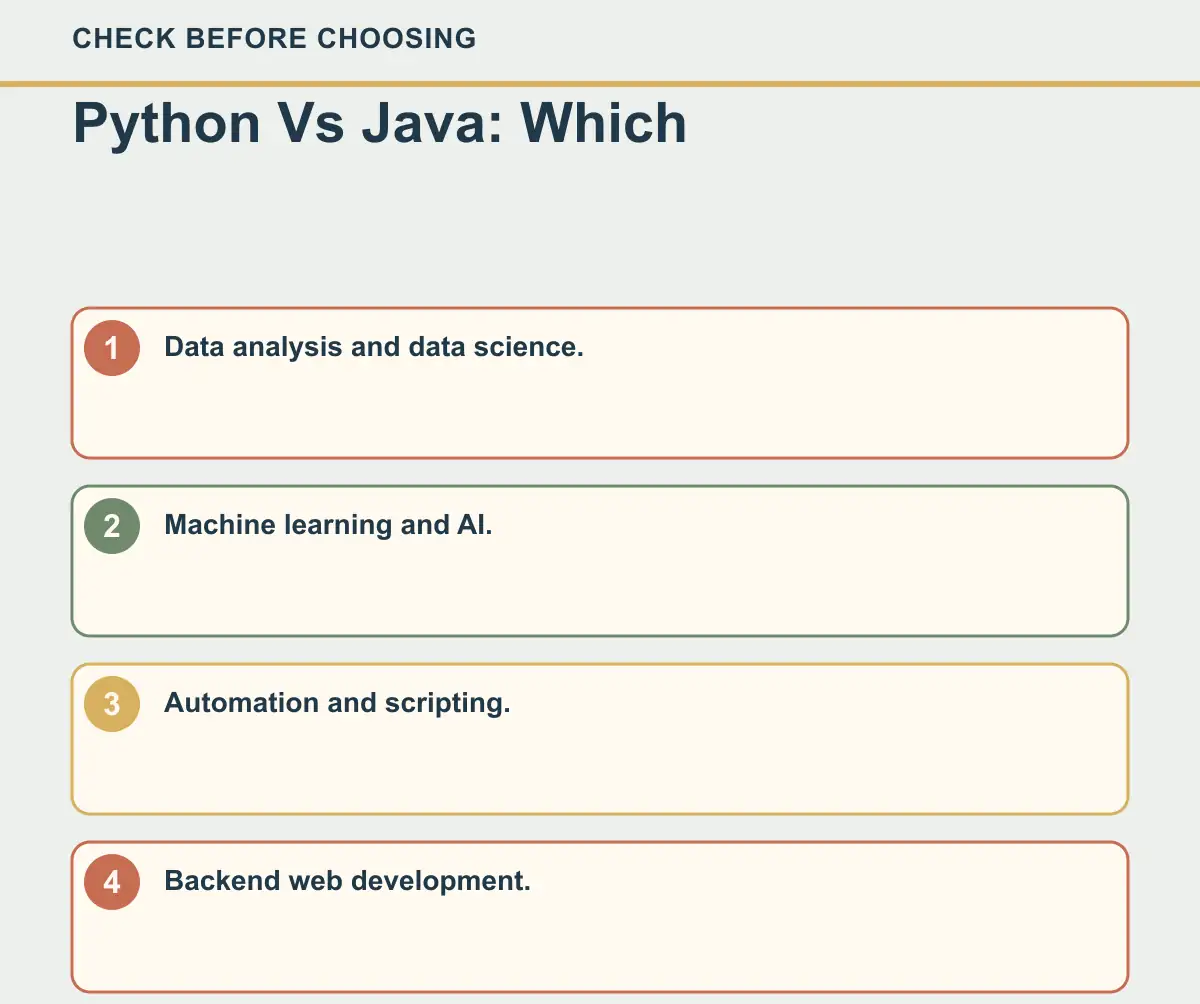 CHECK BEFORE CHOOSING
Python Vs Java: Which
1 Data analysis and data science.
2 Machine learning and AI.
3 Automation and scripting.
4 Backend web development.